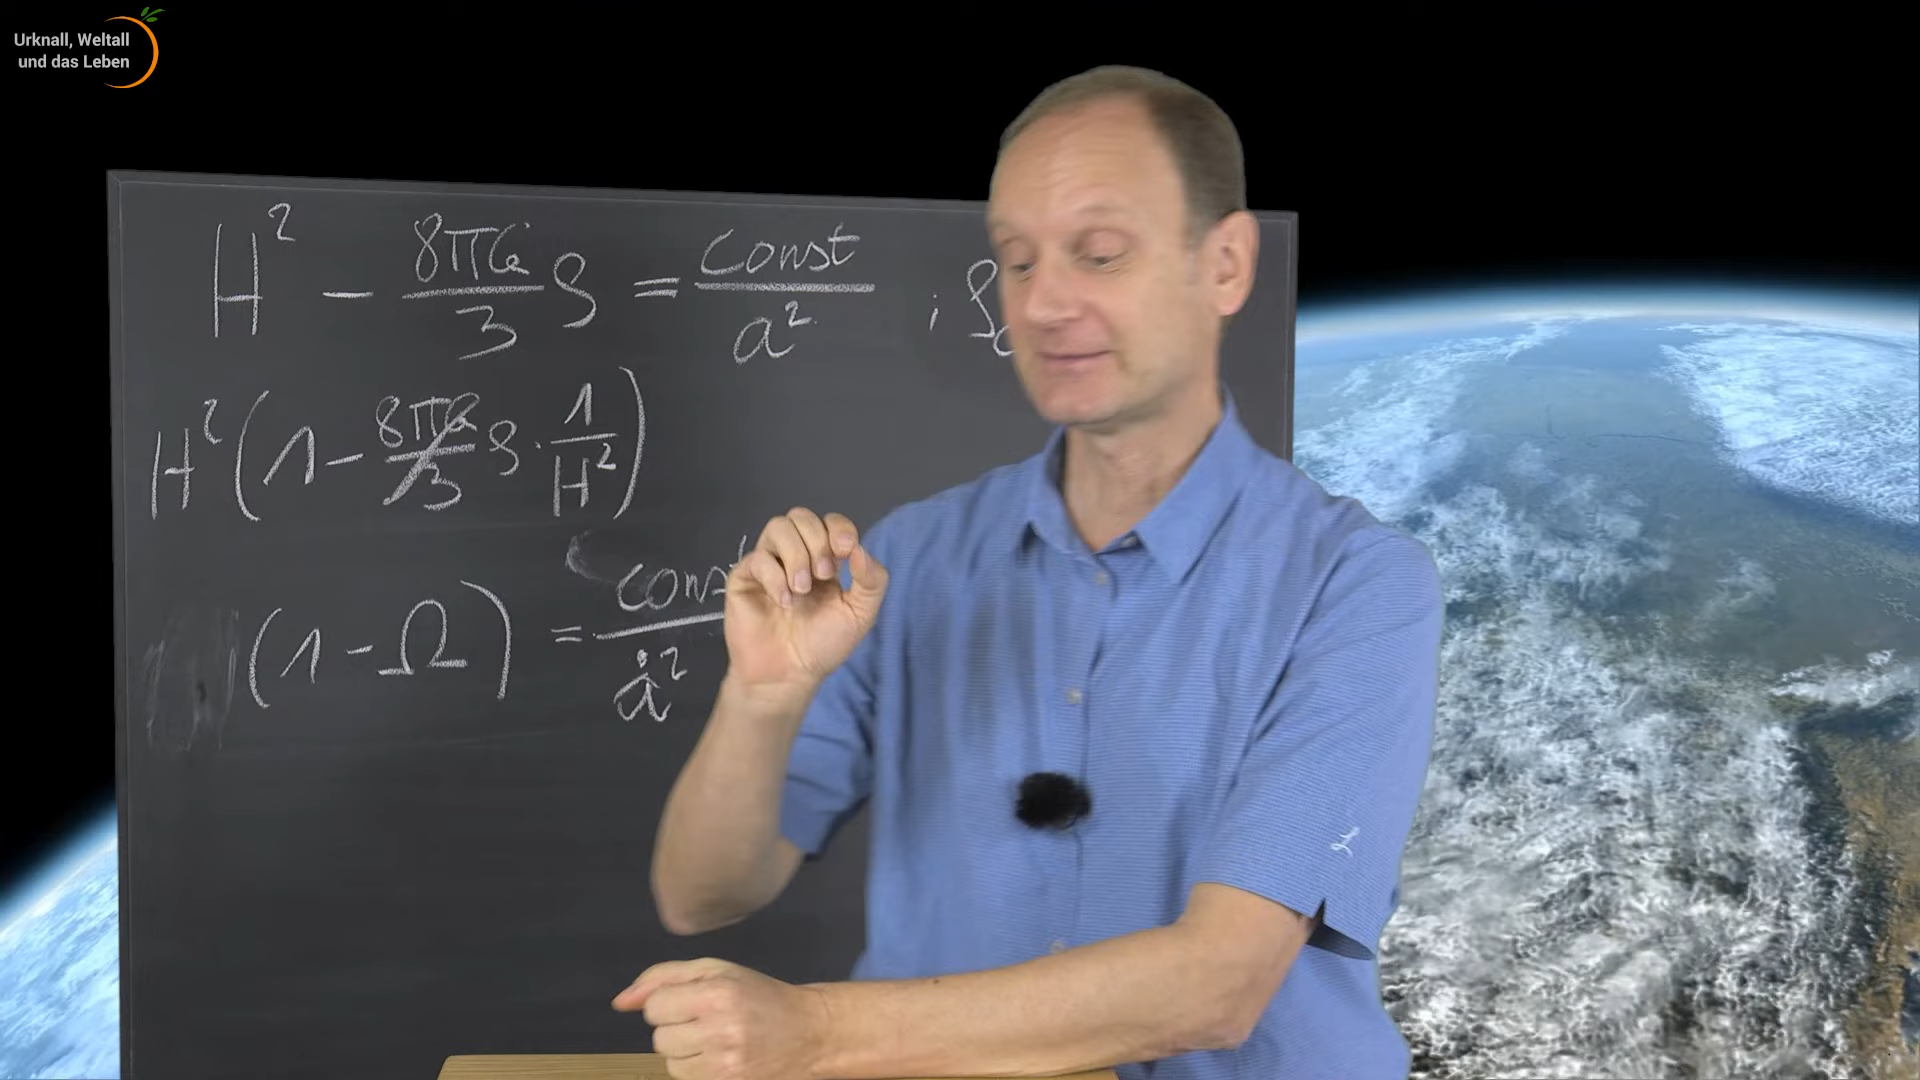 Urknall, Weltall
und das Leben
H² − 8πG/3 ρ = const/a² ; ρc
H² (1 − 8πG/3 ρ · 1/H²)
(1 − Ω) = const/ȧ²